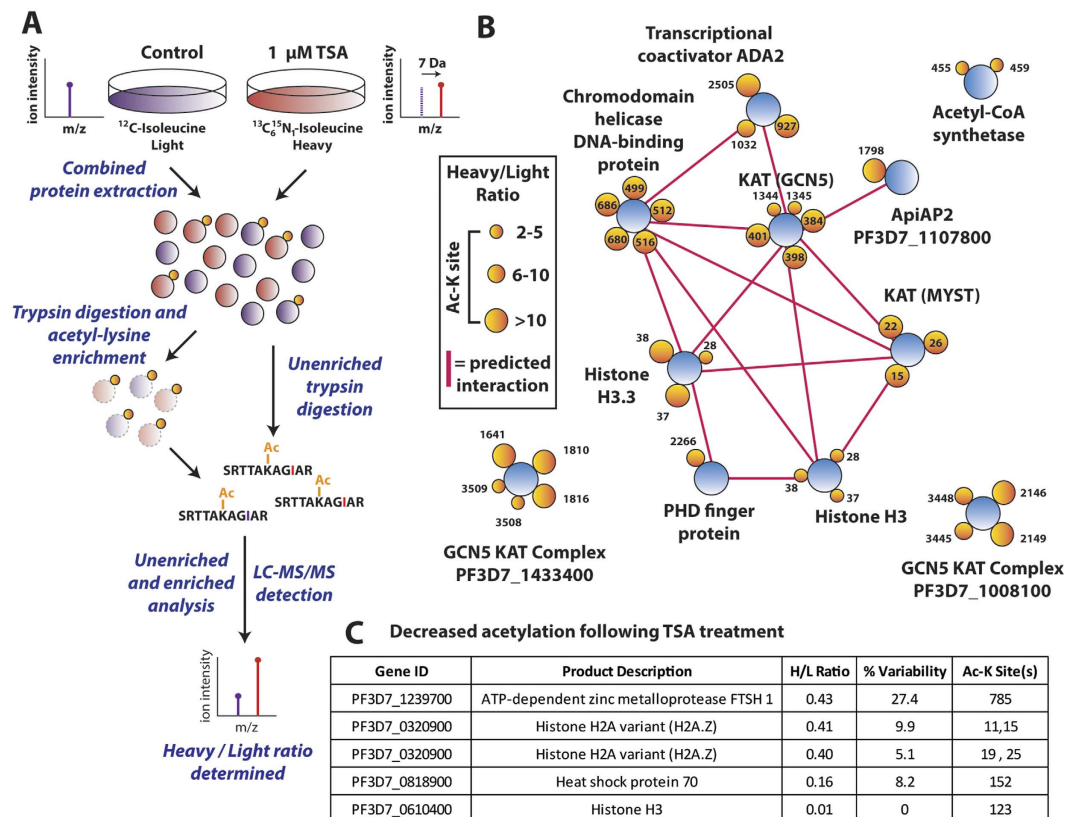 A
Control
1 µM TSA
ion intensity
m/z
¹²C-Isoleucine
Light
¹³C₆¹⁵N₁-Isoleucine
Heavy
7 Da
ion intensity
m/z
Combined
protein extraction
Trypsin digestion and
acetyl-lysine
enrichment
Unenriched
trypsin
digestion
Ac
SRTTAKAGIAR
Ac
SRTTAKAGIAR
Ac
SRTTAKAGIAR
Unenriched
and enriched
analysis
LC-MS/MS
detection
ion intensity
m/z
Heavy / Light ratio
determined
B
Heavy/Light
Ratio
Ac-K site
2-5
6-10
>10
= predicted
interaction
Transcriptional
coactivator ADA2
2505
1032
927
Chromodomain
helicase
DNA-binding
protein
499
686
512
680
516
KAT (GCN5)
1344
1345
384
401
398
455
459
Acetyl-CoA
synthetase
1798
ApiAP2
PF3D7_1107800
KAT (MYST)
22
26
15
38
28
37
Histone
H3.3
2266
PHD finger
protein
28
38
37
Histone H3
1641
1810
3509
1816
3508
GCN5 KAT Complex
PF3D7_1433400
3448
2146
3445
2149
GCN5 KAT Complex
PF3D7_1008100
C Decreased acetylation following TSA treatment
Gene ID Product Description H/L Ratio % Variability Ac-K Site(s)
PF3D7_1239700 ATP-dependent zinc metalloprotease FTSH 1 0.43 27.4 785
PF3D7_0320900 Histone H2A variant (H2A.Z) 0.41 9.9 11,15
PF3D7_0320900 Histone H2A variant (H2A.Z) 0.40 5.1 19 , 25
PF3D7_0818900 Heat shock protein 70 0.16 8.2 152
PF3D7_0610400 Histone H3 0.01 0 123